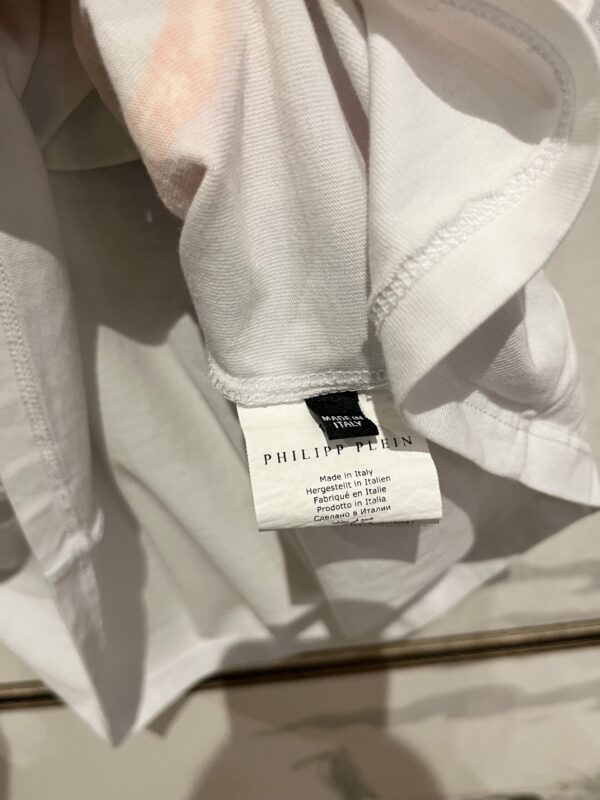 MADE IN
ITALY
PHILIPP PLEIN
Made in Italy
Hergestellt in Italien
Fabriqué en Italie
Prodotto in Italia
Сделано в Италии